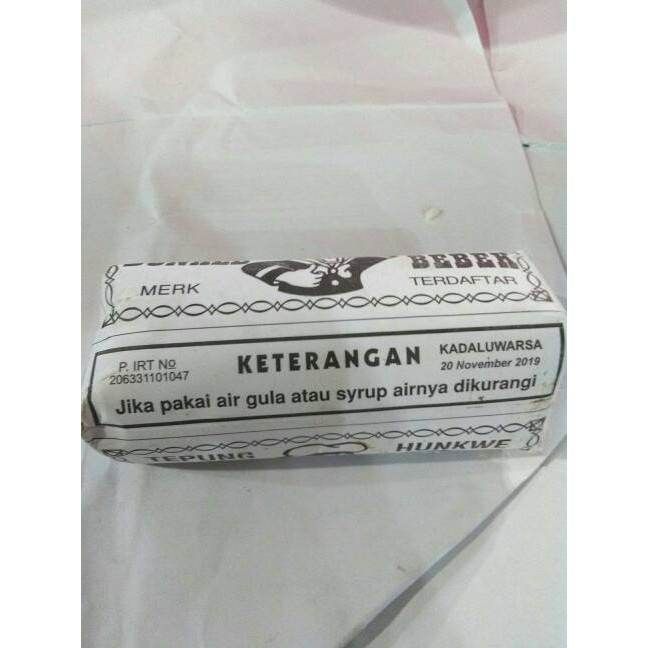 BEBEK
MERK TERDAFTAR
P. IRT No KETERANGAN KADALUWARSA
206331101047 20 November 2019
Jika pakai air gula atau syrup airnya dikurangi
TEPUNG HUNKWE